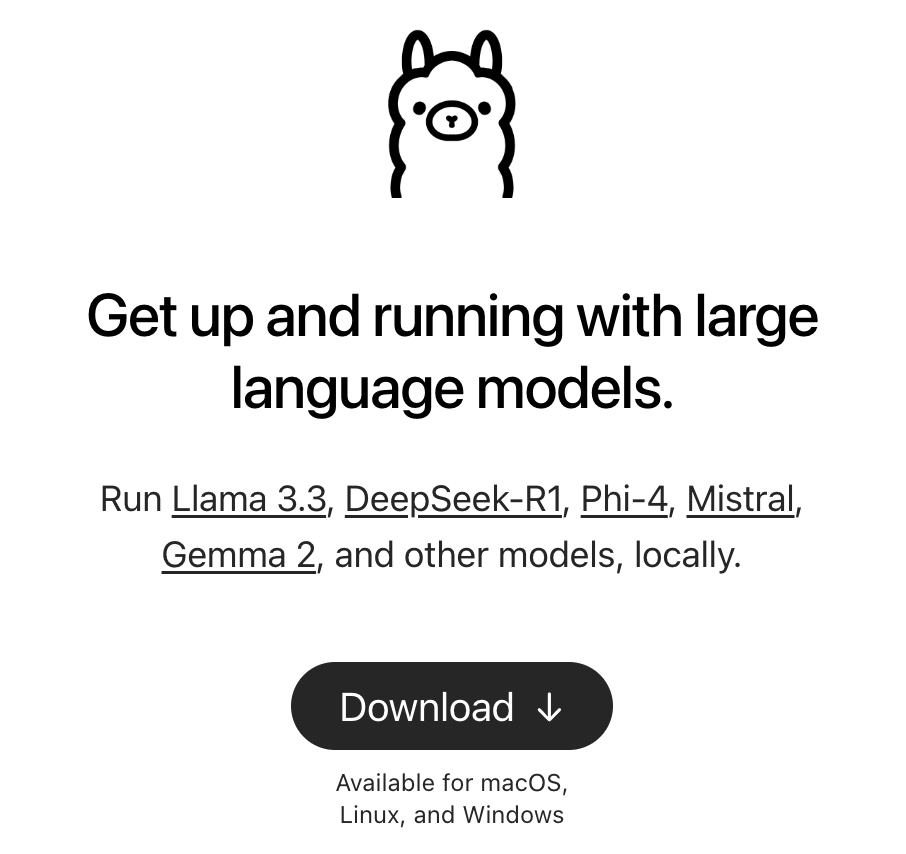 Get up and running with large
language models.
Run Llama 3.3, DeepSeek-R1, Phi-4, Mistral,
Gemma 2, and other models, locally.
Download ↓
Available for macOS,
Linux, and Windows